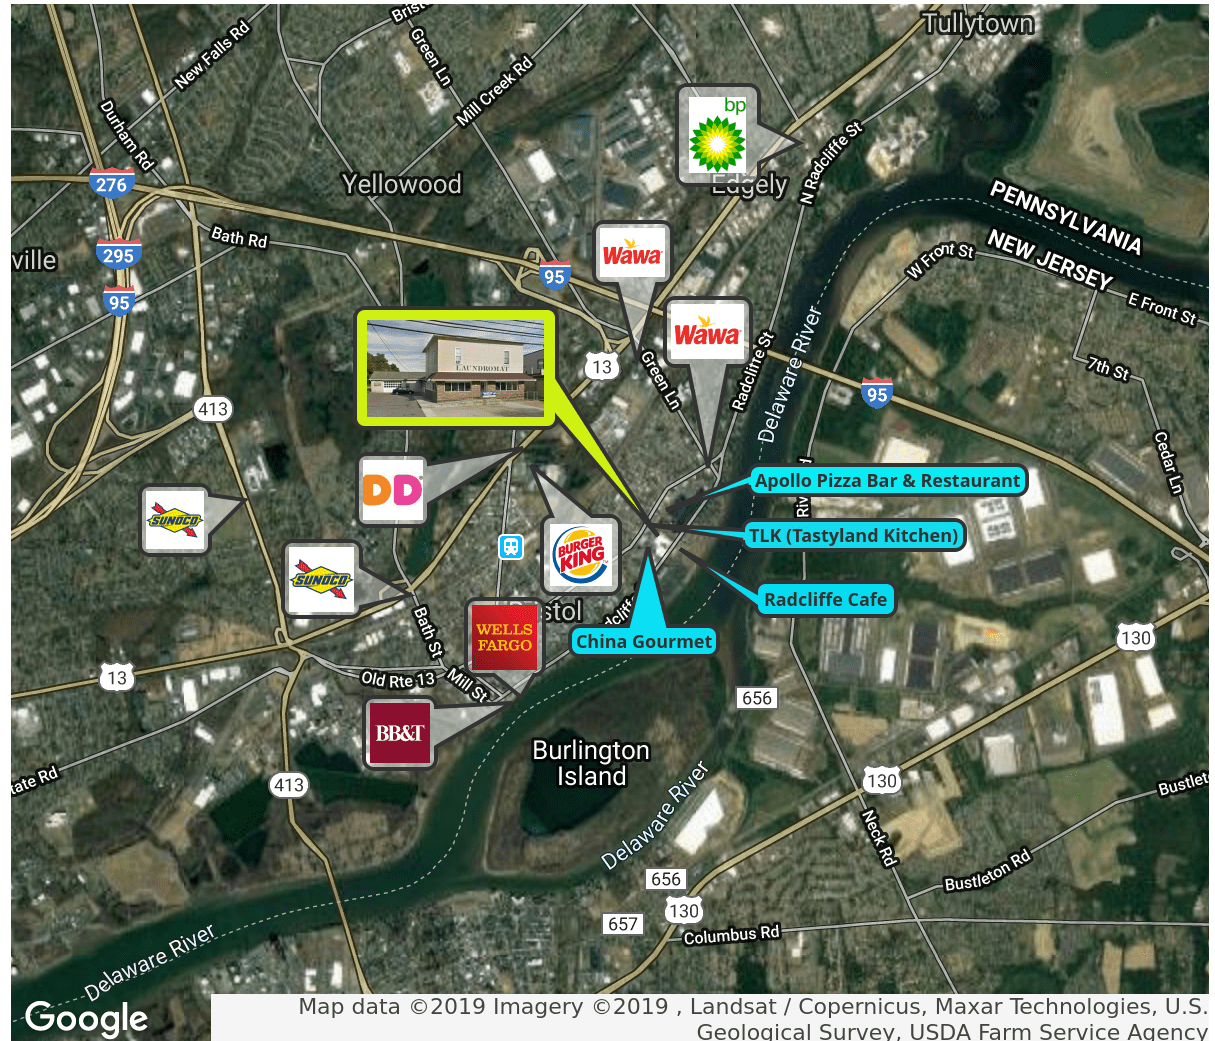 Tullytown
Brist
New Falls Rd
Green Ln
Mill Creek Rd
bp
Durham Rd
N Radcliffe St
276
Yellowood
Edgely
PENNSYLVANIA
NEW JERSEY
Bath Rd
295
ville
Wawa
W Front St
95
95
E Front St
Wawa
LAUNDROMAT
13
Green Ln
Radcliffe St
Delaware River
7th St
95
413
Cedar Ln
DD
Apollo Pizza Bar & Restaurant
Riv
d
SUNOCO
TLK (Tastyland Kitchen)
BURGER
KING
SUNOCO
Radcliffe Cafe
stol
dcliffe
WELLS
FARGO
China Gourmet
Bath St
130
13
Old Rte 13
Mill St
656
BB&T
Burlington
Island
tate Rd
413
130
Bustlet
Delaware River
Neck Rd
656
Bustleton Rd
130
657
Columbus Rd
Delaware River
Google
Map data ©2019 Imagery ©2019 , Landsat / Copernicus, Maxar Technologies, U.S.
Geological Survey, USDA Farm Service Agency